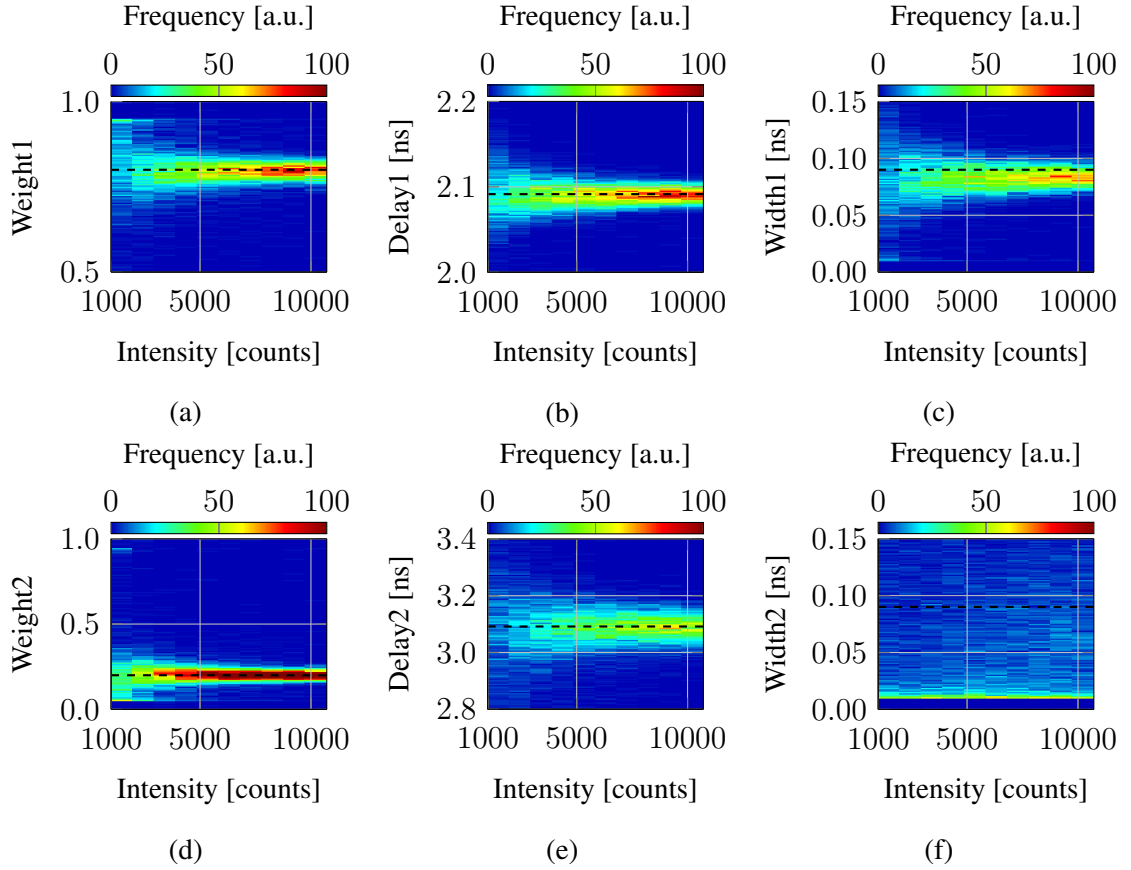 Frequency [a.u.] Frequency [a.u.] Frequency [a.u.]
0 50 100 0 50 100 0 50 100
1.0 2.2 0.15
0.10
Weight1 2.1 Delay1 [ns] Width1 [ns]
0.05
0.5 2.0 0.00
1000 5000 10000 1000 5000 10000 1000 5000 10000
Intensity [counts] Intensity [counts] Intensity [counts]
(a) (b) (c)
Frequency [a.u.] Frequency [a.u.] Frequency [a.u.]
0 50 100 0 50 100 0 50 100
1.0 3.4 0.15
3.2 0.10
Weight2 0.5 Delay2 [ns] Width2 [ns]
3.0 0.05
0.0 2.8 0.00
1000 5000 10000 1000 5000 10000 1000 5000 10000
Intensity [counts] Intensity [counts] Intensity [counts]
(d) (e) (f)